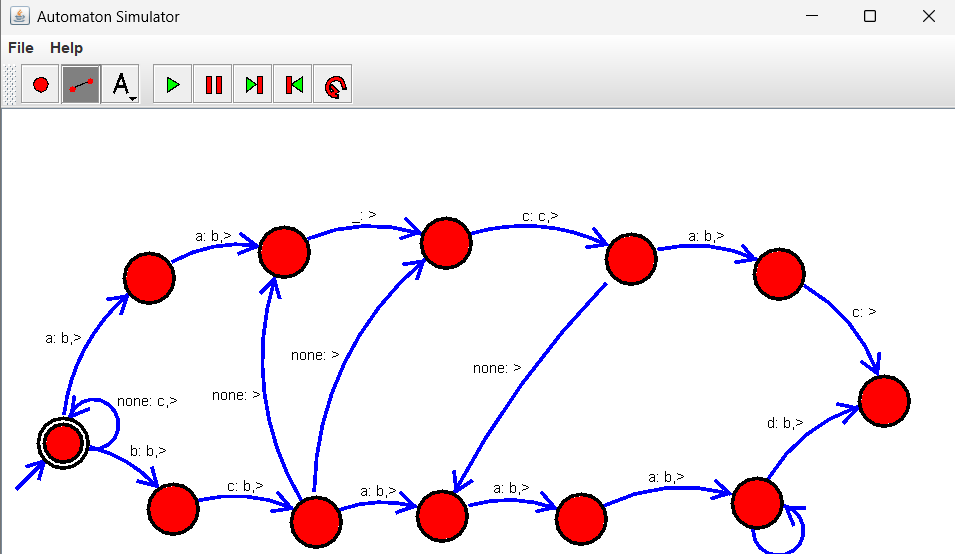 Automaton Simulator
File Help
A
_: >
c: c,>
a: b,>
a: b,>
c: >
a: b,>
none: >
none: >
none: >
none: c,>
d: b,>
b: b,>
a: b,>
c: b,>
a: b,>
a: b,>